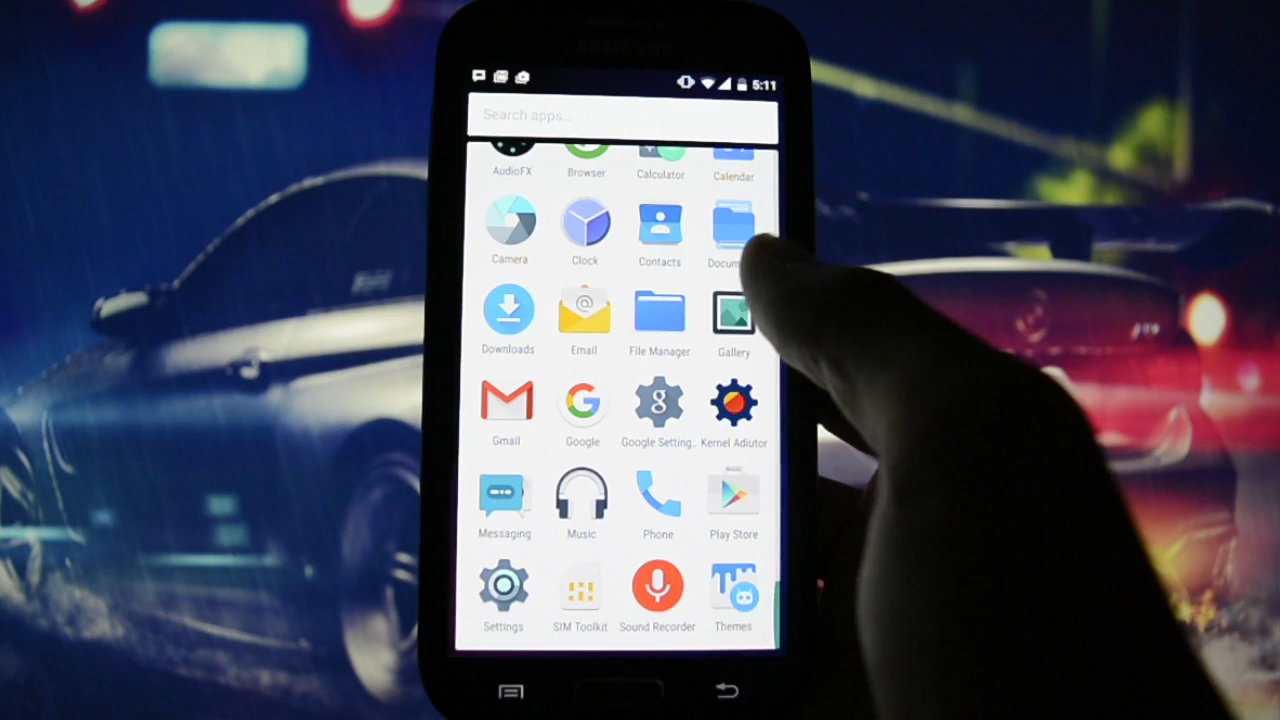 5:11
Search apps...
AudioFX Browser Calculator Calendar
Camera Clock Contacts Docum
Downloads Email File Manager Gallery
Gmail Google Google Setting.. Kernel Adiutor
Messaging Music Phone Play Store
Settings SIM Toolkit Sound Recorder Themes